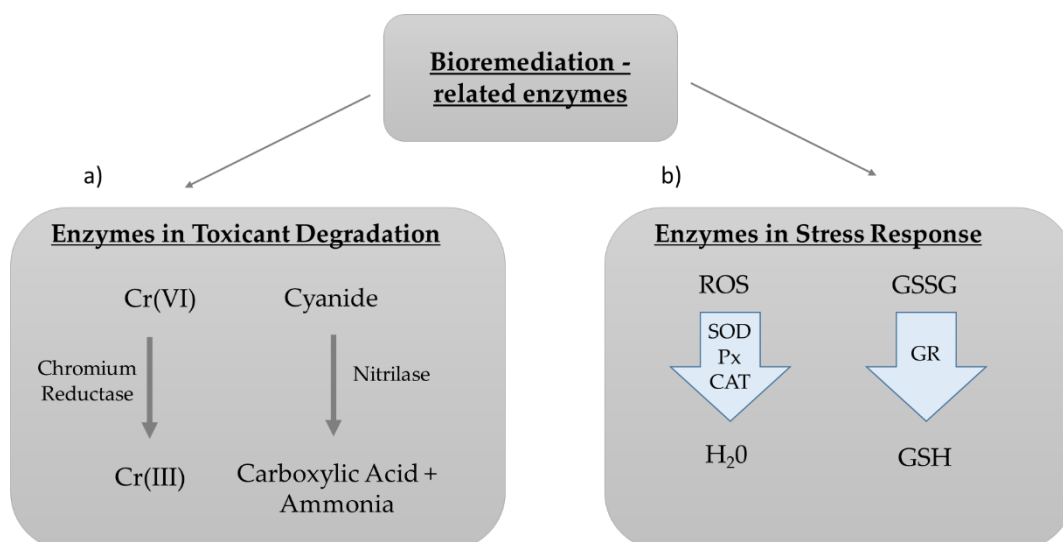 Bioremediation -
related enzymes
a)
Enzymes in Toxicant Degradation
Cr(VI)
Chromium
Reductase
Cr(III)
Cyanide
Nitrilase
Carboxylic Acid +
Ammonia
b)
Enzymes in Stress Response
ROS
SOD
Px
CAT
H₂0
GSSG
GR
GSH